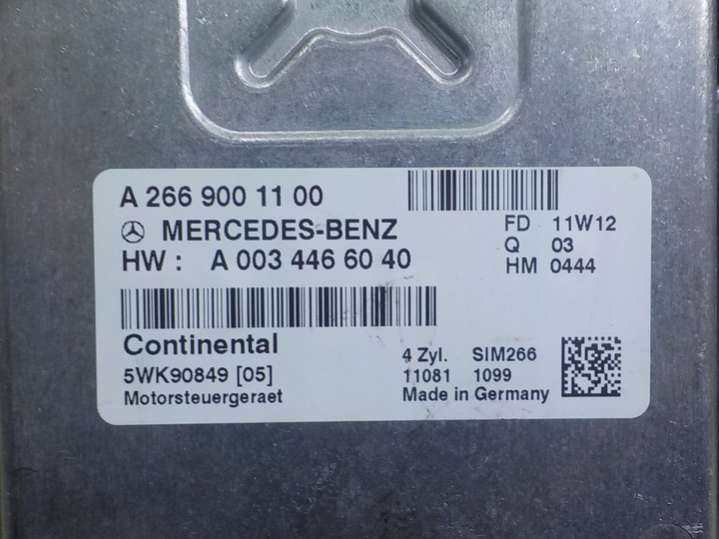 A 266 900 11 00
MERCEDES-BENZ
HW : A 003 446 60 40
FD 11W12
Q 03
HM 0444
Continental
5WK90849 [05]
Motorsteuergeraet
4 Zyl. SIM266
11081 1099
Made in Germany